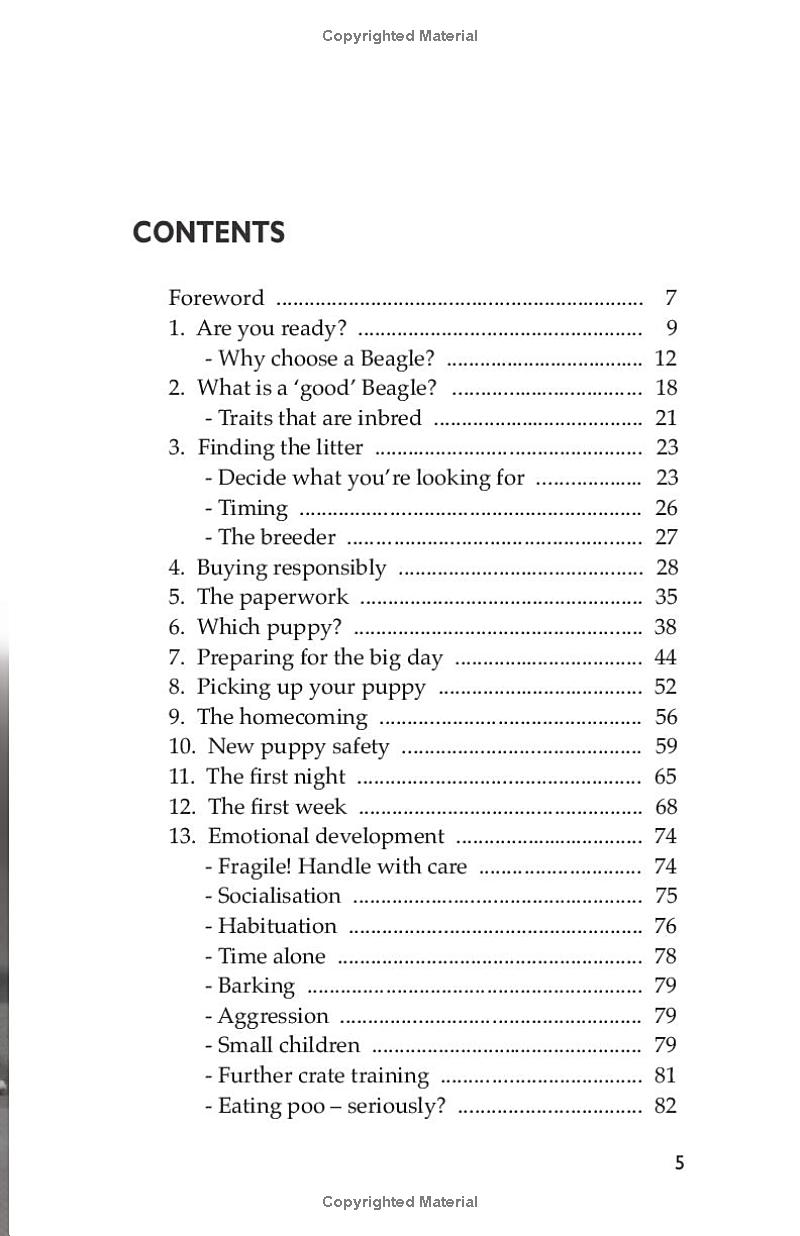 Copyrighted Material
CONTENTS
Foreword ................................................................. 7
1. Are you ready? ................................................... 9
- Why choose a Beagle? ................................... 12
2. What is a ‘good’ Beagle? .................................. 18
- Traits that are inbred ..................................... 21
3. Finding the litter ................................................ 23
- Decide what you’re looking for ................... 23
- Timing ............................................................. 26
- The breeder ..................................................... 27
4. Buying responsibly ............................................ 28
5. The paperwork ................................................... 35
6. Which puppy? .................................................... 38
7. Preparing for the big day .................................. 44
8. Picking up your puppy ..................................... 52
9. The homecoming ............................................... 56
10. New puppy safety ........................................... 59
11. The first night ................................................... 65
12. The first week ................................................... 68
13. Emotional development .................................. 74
- Fragile! Handle with care ............................. 74
- Socialisation .................................................... 75
- Habituation ..................................................... 76
- Time alone ....................................................... 78
- Barking ............................................................ 79
- Aggression ...................................................... 79
- Small children ................................................. 79
- Further crate training .................................... 81
- Eating poo – seriously? ................................. 82
5
Copyrighted Material